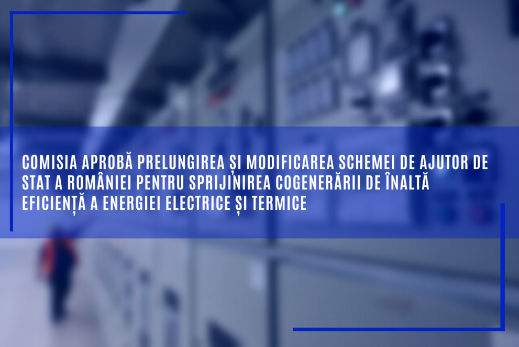 COMISIA APROBĂ PRELUNGIREA ȘI MODIFICAREA SCHEMEI DE AJUTOR DE
STAT A ROMÂNIEI PENTRU SPRIJINIREA COGENERĂRII DE ÎNALTĂ
EFICIENȚĂ A ENERGIEI ELECTRICE ȘI TERMICE